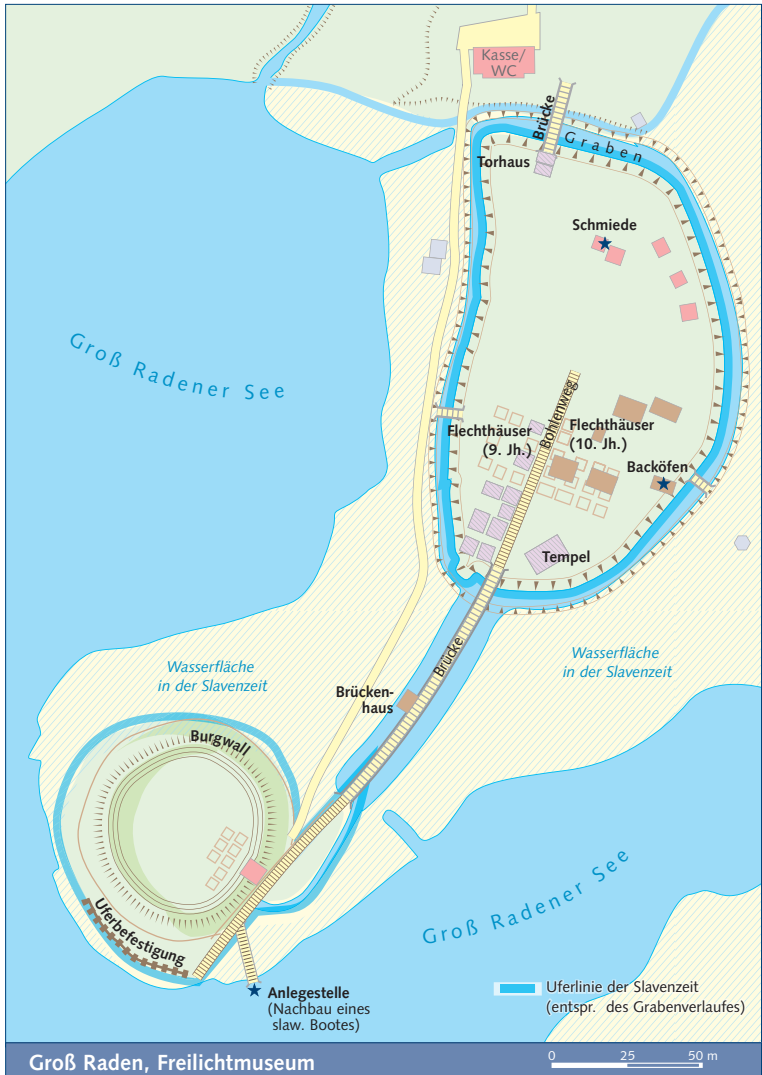 Kasse/
WC
Brücke
Graben
Torhaus
Schmiede
Groß Radener See
Bohlenweg
Flechthäuser
(9. Jh.)
Flechthäuser
(10. Jh.)
Backöfen
Tempel
Wasserfläche
in der Slavenzeit
Wasserfläche
in der Slavenzeit
Brücke
Brücken-
haus
Burgwall
Groß Radener See
Uferbefestigung
Anlegestelle
(Nachbau eines
slaw. Bootes)
Uferlinie der Slavenzeit
(entspr. des Grabenverlaufes)
Groß Raden, Freilichtmuseum
0 25 50 m